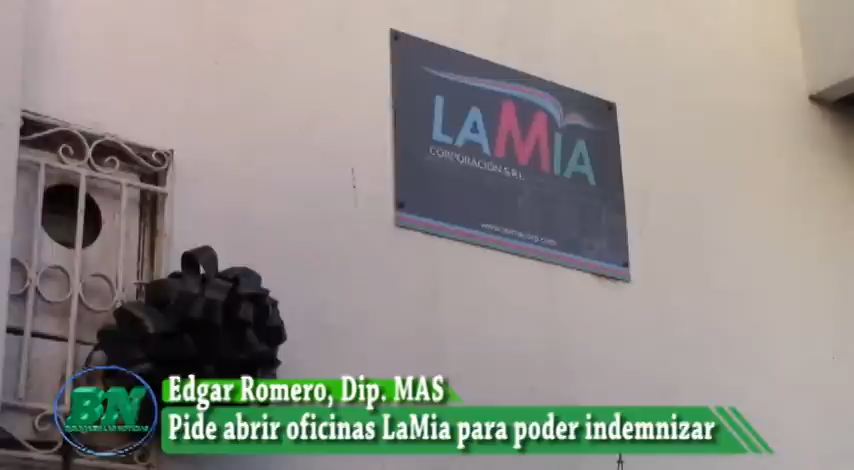 LAMIA
CORPORACIÓN S.R.L.
BN
Edgar Romero, Dip. MAS
Pide abrir oficinas LaMia para poder indemnizar